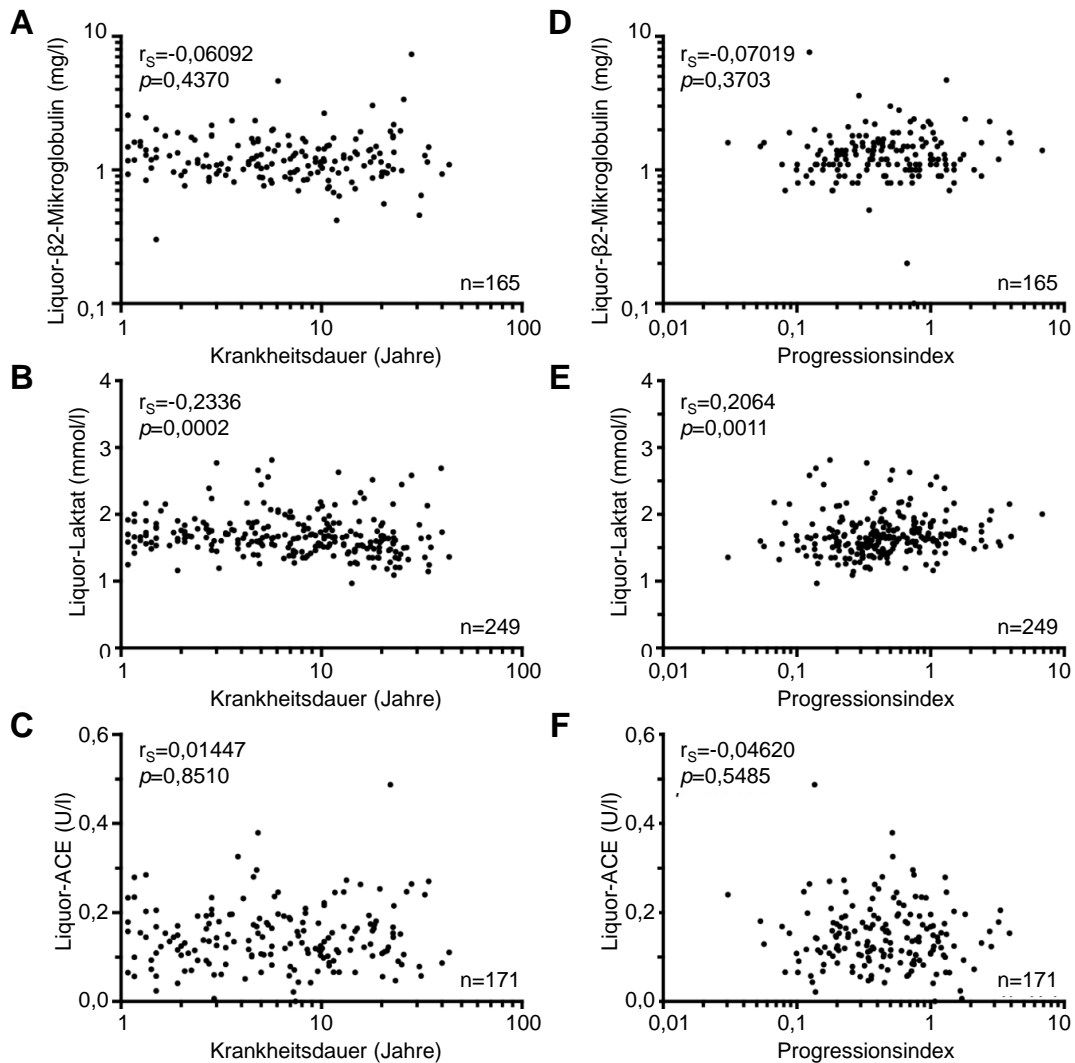 A
Liquor-β2-Mikroglobulin (mg/l)
10
1
0,1
rS=-0,06092
p=0,4370
n=165
1
10
100
Krankheitsdauer (Jahre)
D
Liquor-β2-Mikroglobulin (mg/l)
10
1
0,1
rS=-0,07019
p=0,3703
n=165
0,01
0,1
1
10
Progressionsindex
B
Liquor-Laktat (mmol/l)
4
3
2
1
0
rS=-0,2336
p=0,0002
n=249
1
10
100
Krankheitsdauer (Jahre)
E
Liquor-Laktat (mmol/l)
4
3
2
1
0
rS=0,2064
p=0,0011
n=249
0,01
0,1
1
10
Progressionsindex
C
Liquor-ACE (U/l)
0,6
0,4
0,2
0,0
rS=0,01447
p=0,8510
n=171
1
10
100
Krankheitsdauer (Jahre)
F
Liquor-ACE (U/l)
0,6
0,4
0,2
0,0
rS=-0,04620
p=0,5485
n=171
0,01
0,1
1
10
Progressionsindex